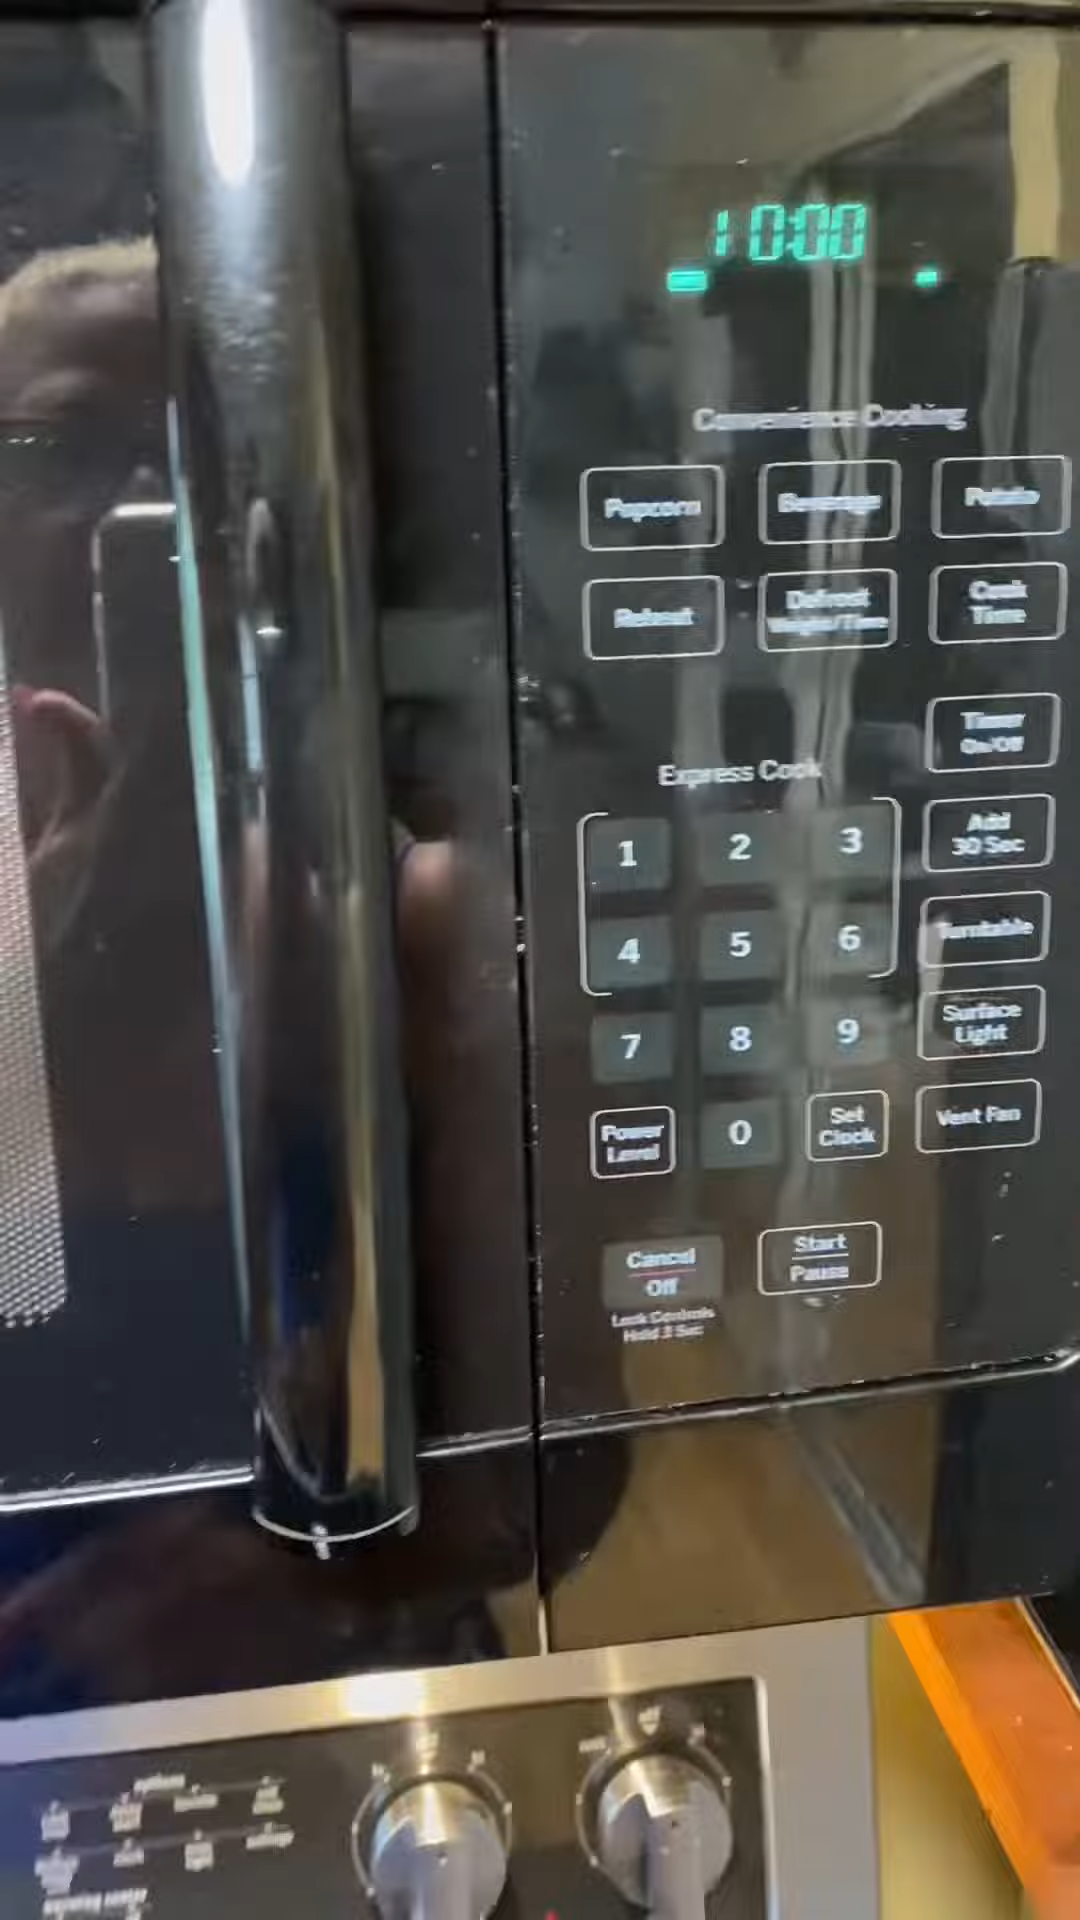 10:00
Convenience Cooking
Popcorn
Beverage
Potato
Reheat
Defrost
Weight/Time
Cook
Time
Timer
On/Off
Express Cook
Add
30 Sec
1
2
3
4
5
6
Turntable
7
8
9
Surface
Light
Power
Level
0
Set
Clock
Vent Fan
Cancel
Off
Start
Pause
Lock Controls
Hold 3 Sec
off